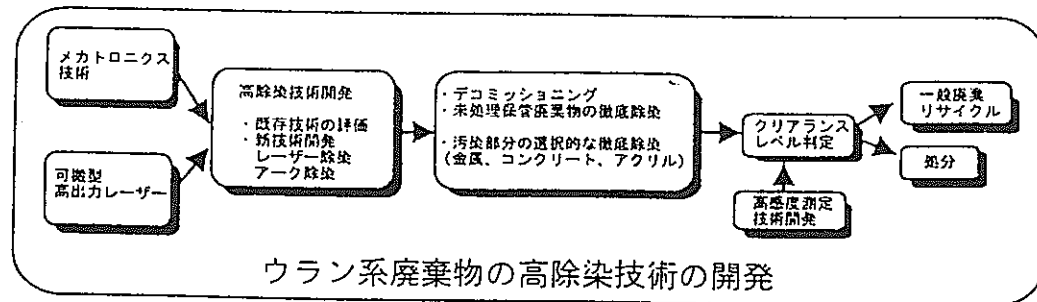 メカトロニクス
技術
可搬型
高出力レーザー
高除染技術開発
・既存技術の評価
・新技術開発
レーザー除染
アーク除染
・デコミッショニング
・未処理保管廃棄物の徹底除染
・汚染部分の選択的な徹底除染
(金属、コンクリート、アクリル)
クリアランス
レベル判定
高感度測定
技術開発
一般廃棄
リサイクル
処分
ウラン系廃棄物の高除染技術の開発